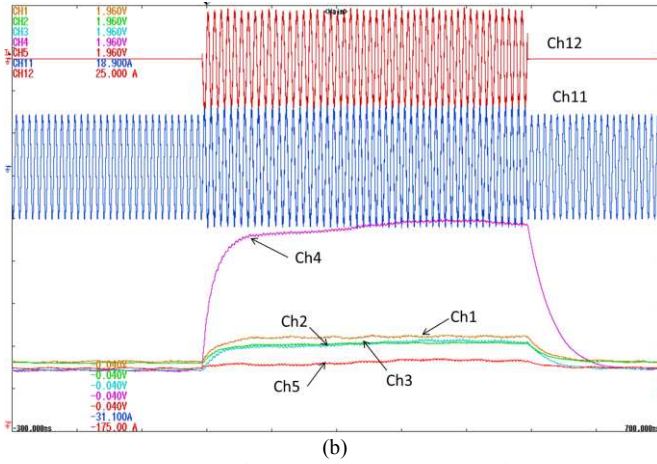 CH1 1.960V
CH2 1.960V
CH3 1.960V
CH4 1.960V
CH5 1.960V
CH11 18.900A
CH12 25.000 A
Ch12
Ch11
Ch4
Ch2
Ch1
Ch5
Ch3
-0.040V
-0.040V
-0.040V
-0.040V
-0.040V
-31.100A
-175.00 A
-300.000ms
700.000ms
(b)